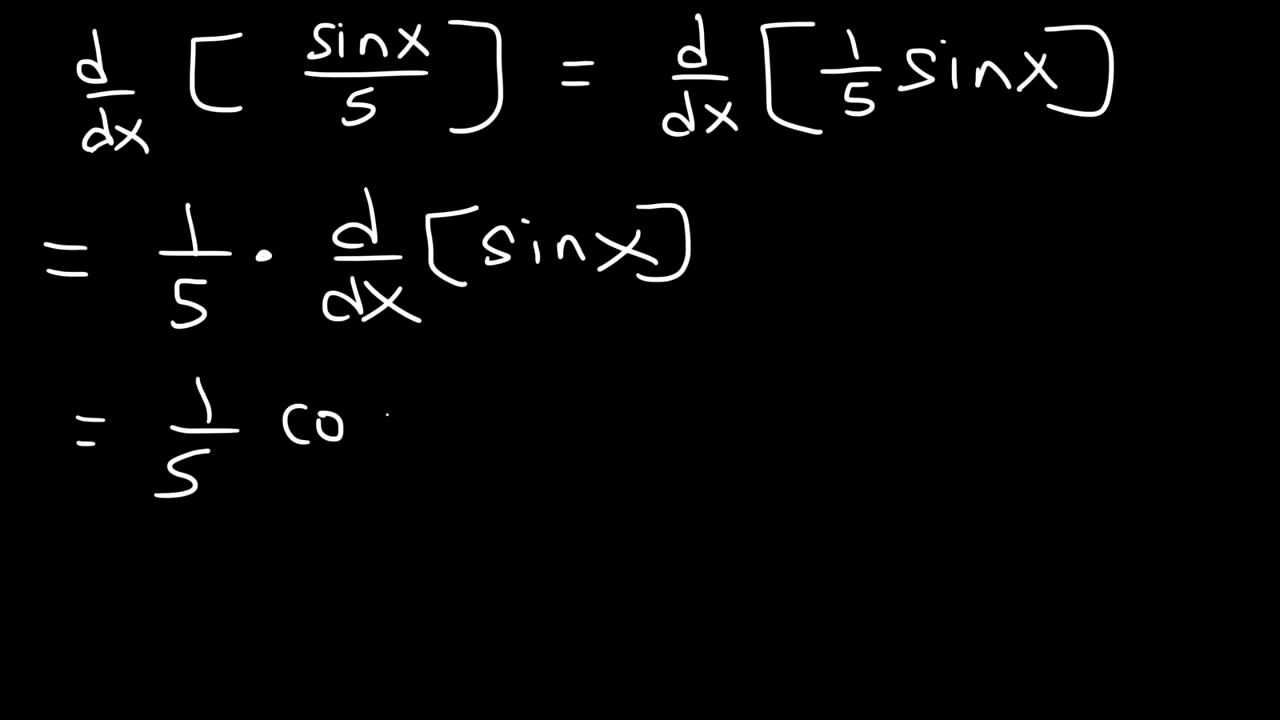 d/dx [ sinx/5 ] = d/dx [ 1/5 sinx ]
= 1/5 · d/dx [ sinx ]
= 1/5 co